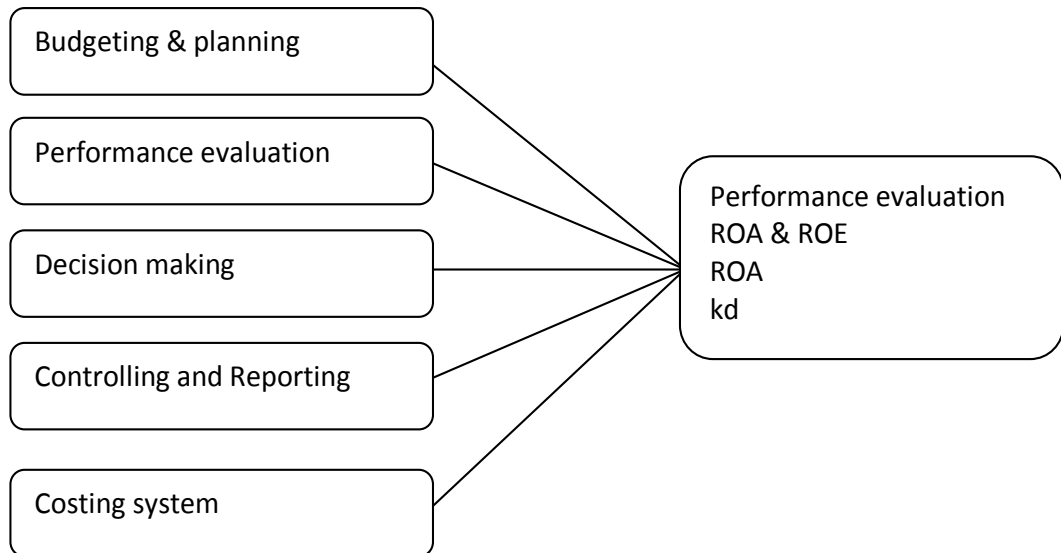 Budgeting & planning
Performance evaluation
Decision making
Controlling and Reporting
Costing system
Performance evaluation
ROA & ROE
ROA
kd